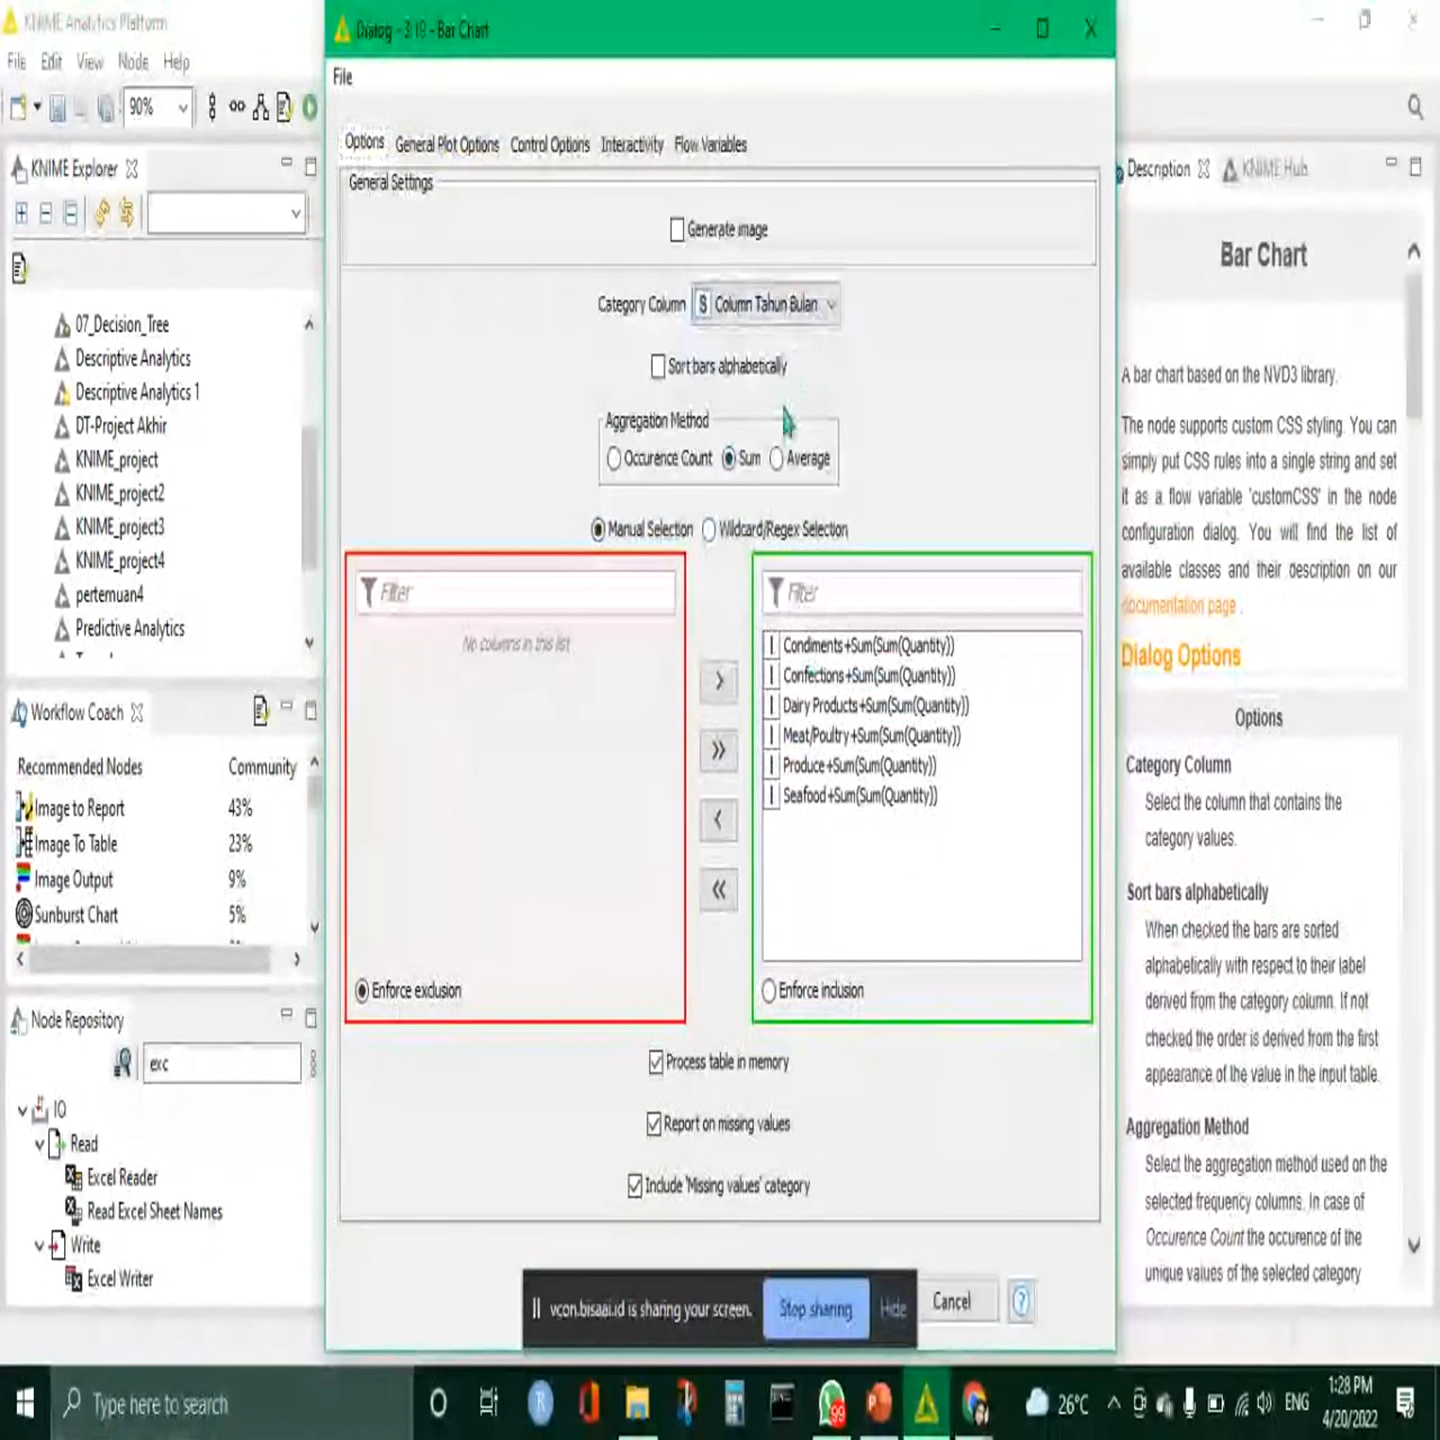 KNIME Analytics Platform
File Edit View Node Help
90%
KNIME Explorer
07_Decision_Tree
Descriptive Analytics
Descriptive Analytics 1
DT-Project Akhir
KNIME_project
KNIME_project2
KNIME_project3
KNIME_project4
pertemuan4
Predictive Analytics
Workflow Coach
Recommended Nodes Community
Image to Report 43%
Image To Table 23%
Image Output 9%
Sunburst Chart 5%
Node Repository
exc
IO
Read
Excel Reader
Read Excel Sheet Names
Write
Excel Writer
Dialog - 3:19 - Bar Chart
File
Options General Plot Options Control Options Interactivity Flow Variables
General Settings
Generate image
Category Column S Column Tahun Bulan
Sort bars alphabetically
Aggregation Method
Occurence Count Sum Average
Manual Selection Wildcard/Regex Selection
Filter
No columns in this list
Enforce exclusion
Filter
I Condiments+Sum(Sum(Quantity))
I Confections+Sum(Sum(Quantity))
I Dairy Products+Sum(Sum(Quantity))
I Meat/Poultry+Sum(Sum(Quantity))
I Produce+Sum(Sum(Quantity))
I Seafood+Sum(Sum(Quantity))
Enforce inclusion
Process table in memory
Report on missing values
Include 'Missing values' category
Cancel
vcon.bisaai.id is sharing your screen. Stop sharing Hide
Description KNIME Hub
Bar Chart
A bar chart based on the NVD3 library.
The node supports custom CSS styling. You can
simply put CSS rules into a single string and set
it as a flow variable 'customCSS' in the node
configuration dialog. You will find the list of
available classes and their description on our
documentation page .
Dialog Options
Options
Category Column
Select the column that contains the
category values.
Sort bars alphabetically
When checked the bars are sorted
alphabetically with respect to their label
derived from the category column. If not
checked the order is derived from the first
appearance of the value in the input table.
Aggregation Method
Select the aggregation method used on the
selected frequency columns. In case of
Occurence Count the occurence of the
unique values of the selected category
Type here to search
99
26°C
ENG
1:28 PM
4/20/2022